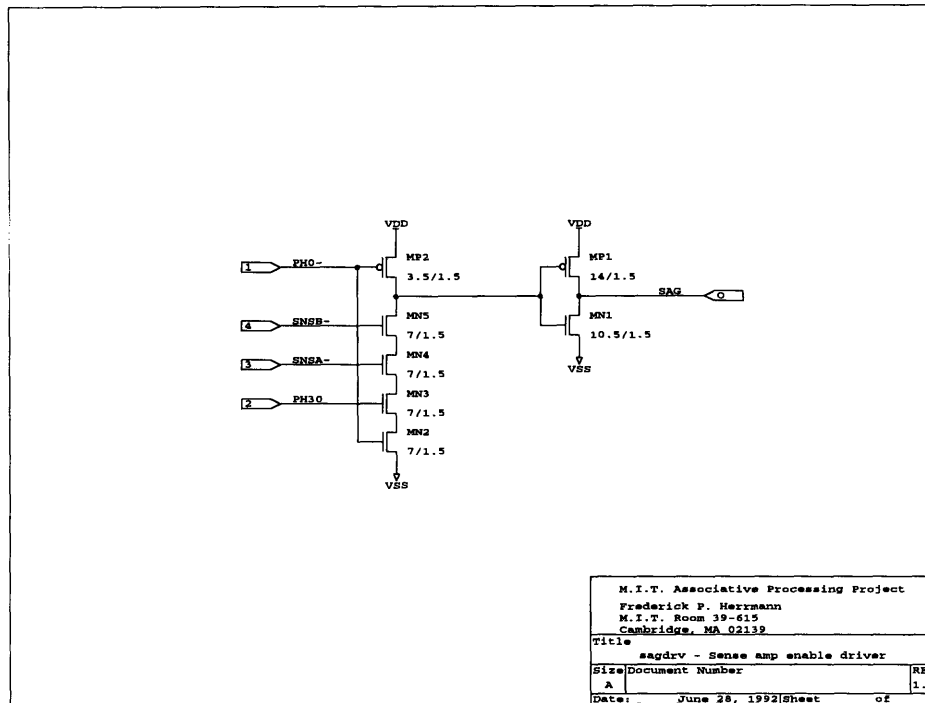 VDD
VDD
1 PH0- MP2
3.5/1.5
MP1
14/1.5
SAG O
4 SNSB- MN5
7/1.5
MN1
10.5/1.5
3 SNSA- MN4
7/1.5
VSS
2 PH30 MN3
7/1.5
MN2
7/1.5
VSS
M.I.T. Associative Processing Project
Frederick P. Herrmann
M.I.T. Room 39-615
Cambridge, MA 02139
Title
sagdrv - Sense amp enable driver
Size Document Number
A 1.
Date: June 28, 1992 Sheet of